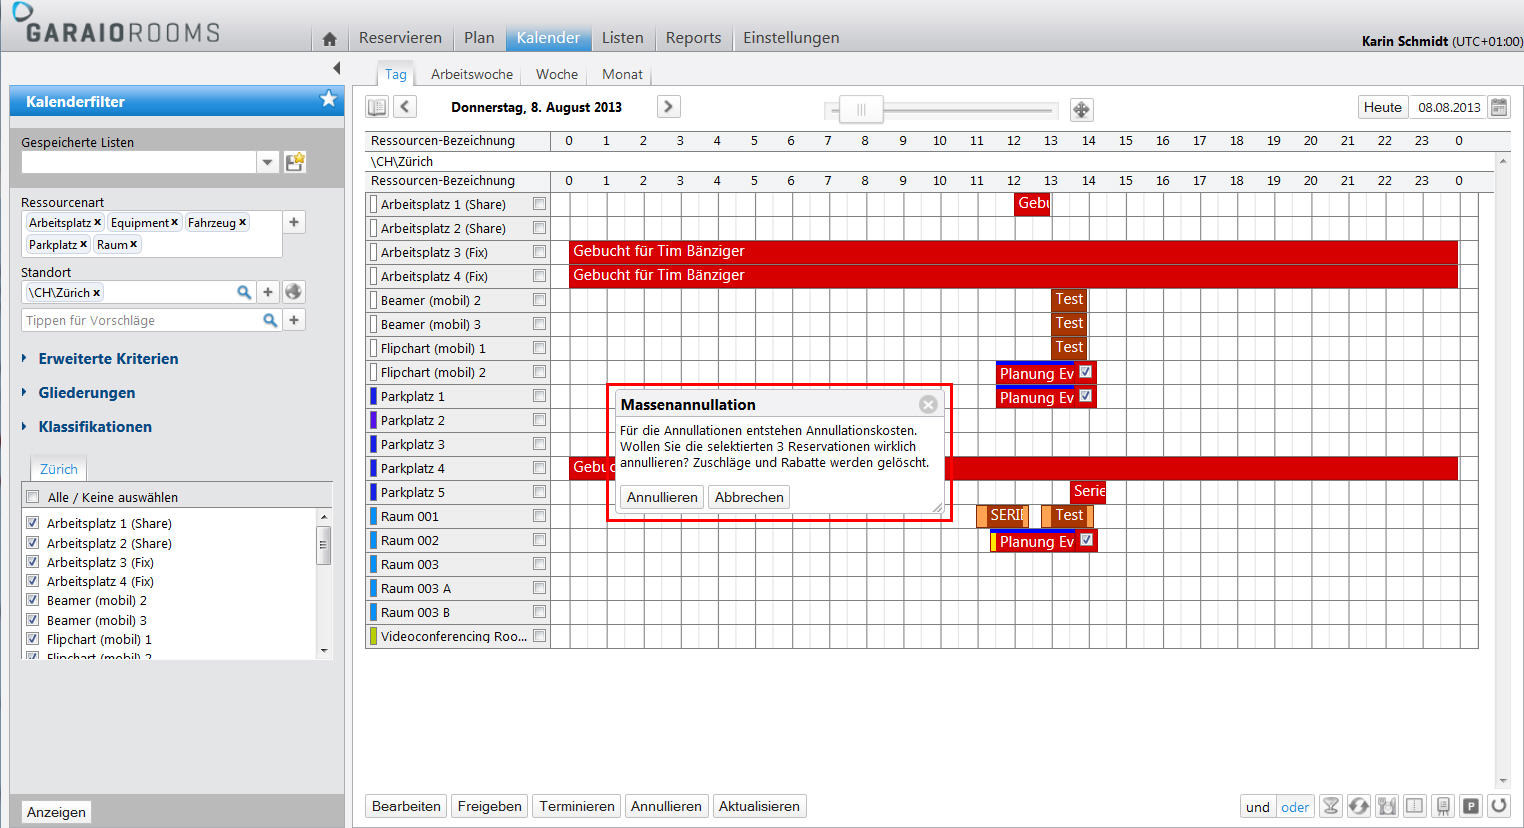 GARAIOROOMS
Reservieren Plan Kalender Listen Reports Einstellungen
Karin Schmidt (UTC+01:00)
Kalenderfilter
Gespeicherte Listen
Ressourcenart
Arbeitsplatz x Equipment x Fahrzeug x
Parkplatz x Raum x
Standort
\CH\Zürich x
Tippen für Vorschläge
Erweiterte Kriterien
Gliederungen
Klassifikationen
Zürich
Alle / Keine auswählen
Arbeitsplatz 1 (Share)
Arbeitsplatz 2 (Share)
Arbeitsplatz 3 (Fix)
Arbeitsplatz 4 (Fix)
Beamer (mobil) 2
Beamer (mobil) 3
Flipchart (mobil) 1
Flipchart (mobil) 2
Anzeigen
Tag Arbeitswoche Woche Monat
Donnerstag, 8. August 2013
Heute 08.08.2013
Ressourcen-Bezeichnung 0 1 2 3 4 5 6 7 8 9 10 11 12 13 14 15 16 17 18 19 20 21 22 23 0
\CH\Zürich
Ressourcen-Bezeichnung 0 1 2 3 4 5 6 7 8 9 10 11 12 13 14 15 16 17 18 19 20 21 22 23 0
Arbeitsplatz 1 (Share)
Arbeitsplatz 2 (Share)
Arbeitsplatz 3 (Fix) Gebucht für Tim Bänziger
Arbeitsplatz 4 (Fix) Gebucht für Tim Bänziger
Beamer (mobil) 2 Test
Beamer (mobil) 3 Test
Flipchart (mobil) 1 Test
Flipchart (mobil) 2 Planung Ev
Parkplatz 1 Planung Ev
Parkplatz 2
Parkplatz 3
Parkplatz 4
Parkplatz 5 Serie
Raum 001 Test
Raum 002 Planung Ev
Raum 003
Raum 003 A
Raum 003 B
Videoconferencing Roo...
Massenannullation
Für die Annullationen entstehen Annullationskosten.
Wollen Sie die selektierten 3 Reservationen wirklich
annullieren? Zuschläge und Rabatte werden gelöscht.
Annullieren Abbrechen
Bearbeiten Freigeben Terminieren Annullieren Aktualisieren
und oder P